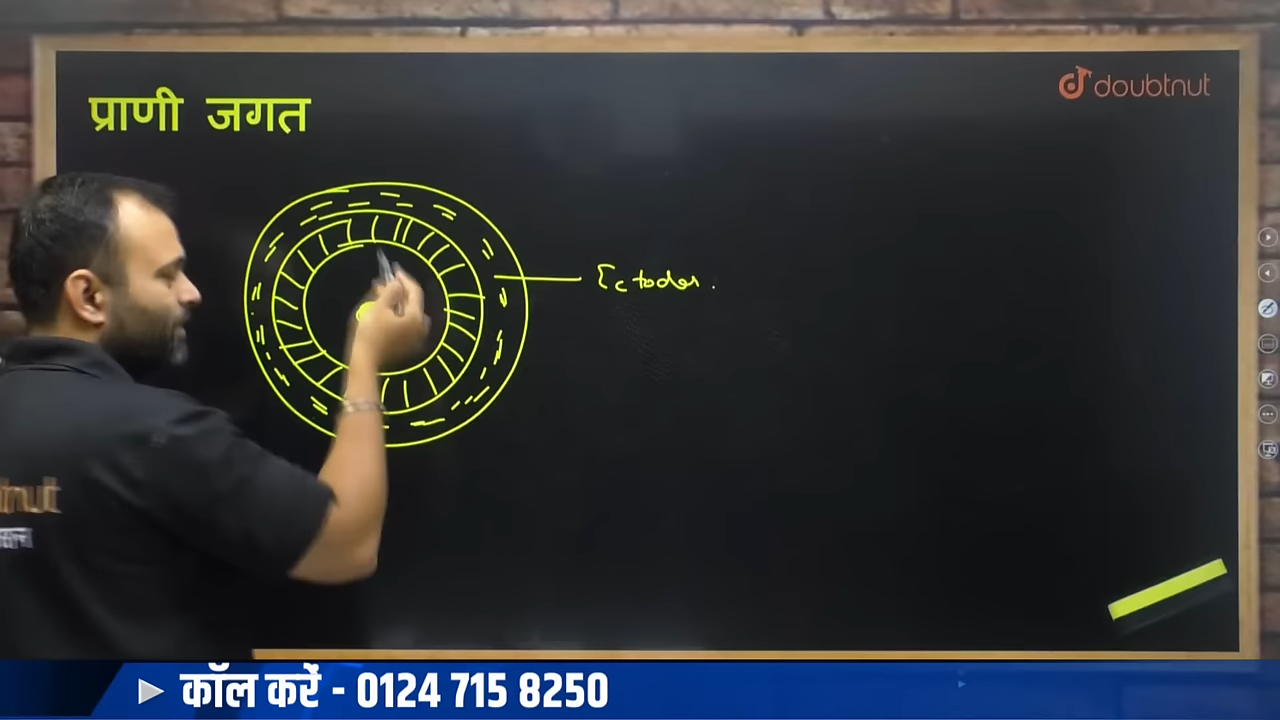 प्राणी जगत
doubtnut
Ectoder.
nut
कॉल करें - 0124 715 8250